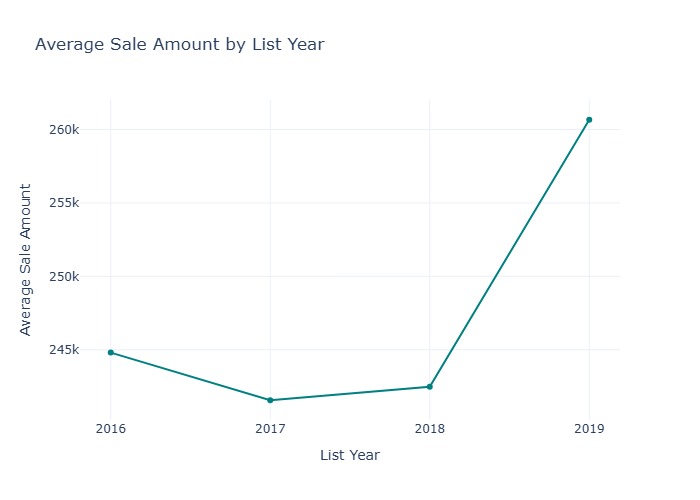 Average Sale Amount by List Year
Average Sale Amount
260k
255k
250k
245k
2016
2017
2018
2019
List Year